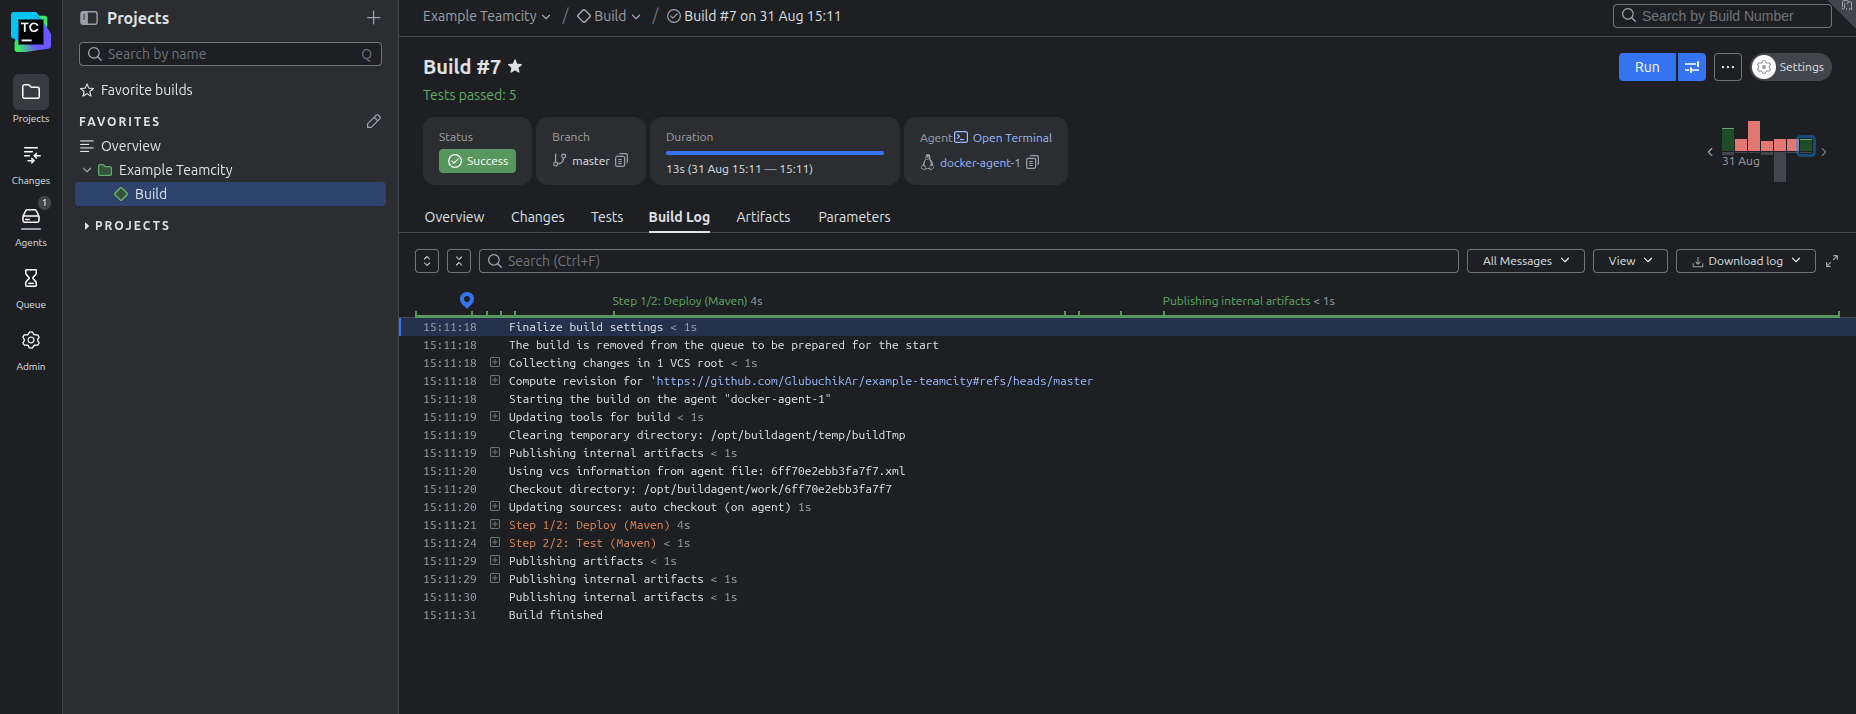 TC
Projects
Changes
1
Agents
Queue
Admin
Projects
Search by name
Q
Favorite builds
FAVORITES
Overview
Example Teamcity
Build
PROJECTS
Example Teamcity / Build / Build #7 on 31 Aug 15:11
Search by Build Number
Build #7
Run
Settings
Tests passed: 5
Status
Success
Branch
master
Duration
13s (31 Aug 15:11 — 15:11)
Agent Open Terminal
docker-agent-1
31 Aug
Overview Changes Tests Build Log Artifacts Parameters
Search (Ctrl+F)
All Messages
View
Download log
Step 1/2: Deploy (Maven) 4s
Publishing internal artifacts < 1s
15:11:18 Finalize build settings < 1s
15:11:18 The build is removed from the queue to be prepared for the start
15:11:18 Collecting changes in 1 VCS root < 1s
15:11:18 Compute revision for 'https://github.com/GlubuchikAr/example-teamcity#refs/heads/master
15:11:18 Starting the build on the agent "docker-agent-1"
15:11:19 Updating tools for build < 1s
15:11:19 Clearing temporary directory: /opt/buildagent/temp/buildTmp
15:11:19 Publishing internal artifacts < 1s
15:11:20 Using vcs information from agent file: 6ff70e2ebb3fa7f7.xml
15:11:20 Checkout directory: /opt/buildagent/work/6ff70e2ebb3fa7f7
15:11:20 Updating sources: auto checkout (on agent) 1s
15:11:21 Step 1/2: Deploy (Maven) 4s
15:11:24 Step 2/2: Test (Maven) < 1s
15:11:29 Publishing artifacts < 1s
15:11:29 Publishing internal artifacts < 1s
15:11:30 Publishing internal artifacts < 1s
15:11:31 Build finished